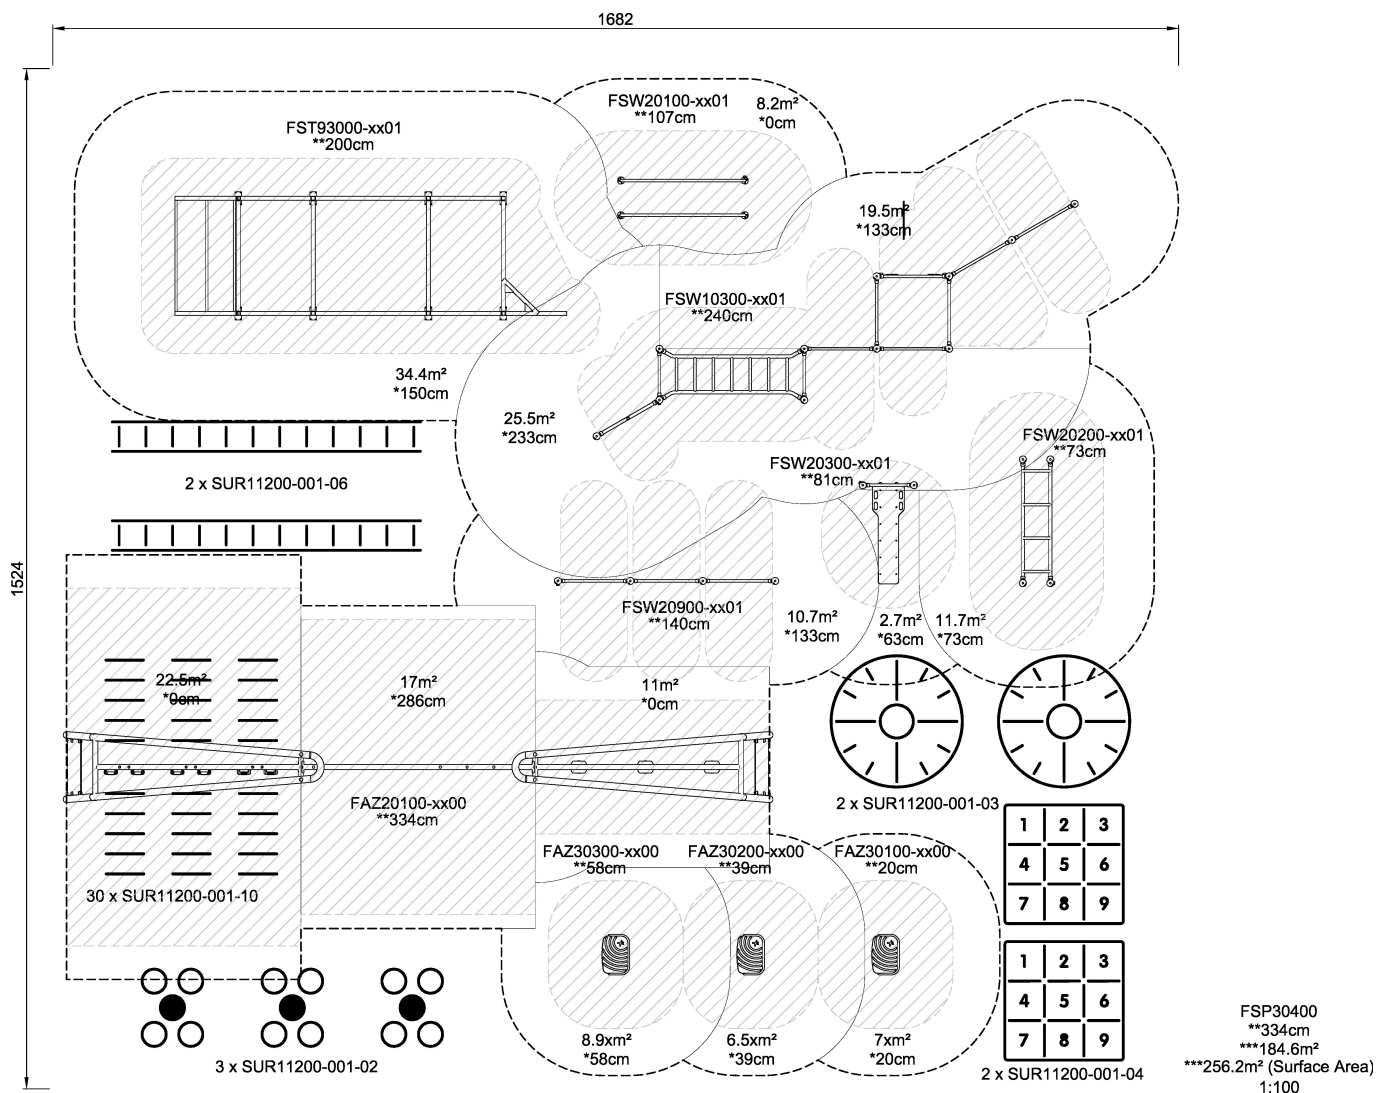 1682
1524
FST93000-xx01
**200cm
FSW20100-xx01
**107cm
8.2m²
*0cm
19.5m²
*133cm
FSW10300-xx01
**240cm
34.4m²
*150cm
25.5m²
*233cm
FSW20200-xx01
**73cm
FSW20300-xx01
**81cm
2 x SUR11200-001-06
FSW20900-xx01
**140cm
10.7m²
*133cm
2.7m²
*63cm
11.7m²
*73cm
22.5m²
*0cm
17m²
*286cm
11m²
*0cm
FAZ20100-xx00
**334cm
2 x SUR11200-001-03
30 x SUR11200-001-10
FAZ30300-xx00
**58cm
FAZ30200-xx00
**39cm
FAZ30100-xx00
**20cm
1 2 3
4 5 6
7 8 9
1 2 3
4 5 6
7 8 9
8.9xm²
*58cm
6.5xm²
*39cm
7xm²
*20cm
3 x SUR11200-001-02
2 x SUR11200-001-04
FSP30400
**334cm
***184.6m²
***256.2m² (Surface Area)
1:100